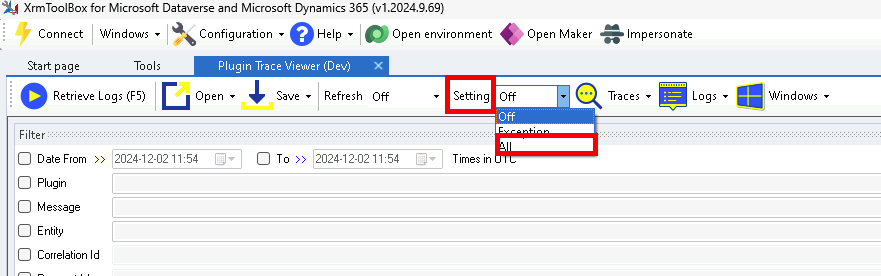 XrmToolBox for Microsoft Dataverse and Microsoft Dynamics 365 (v1.2024.9.69)
Connect Windows Configuration Help Open environment Open Maker Impersonate
Start page Tools Plugin Trace Viewer (Dev)
Retrieve Logs (F5) Open Save Refresh Off Setting Off Traces Logs Windows
Off
Exception
All
Filter
Date From >> 2024-12-02 11:54 To >> 2024-12-02 11:54 Times in UTC
Plugin
Message
Entity
Correlation Id